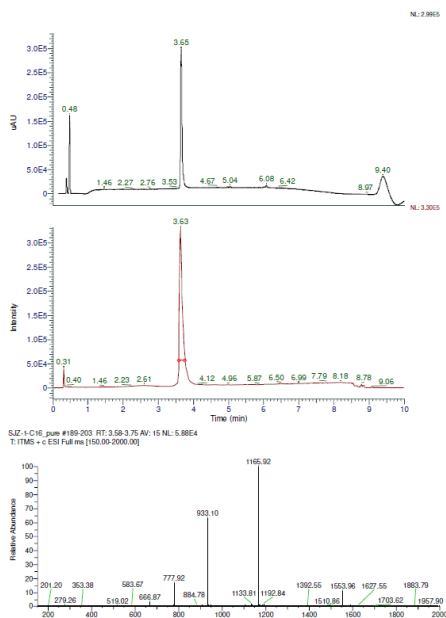 NL: 2.99E5
3.65
3.0E5
2.5E5
2.0E5
0.48
uAU
1.5E5
1.0E5
9.40
5.0E4
1.46 2.27 2.76 3.53 4.67 5.04 6.08 6.42 8.97
0
NL: 3.30E5
3.63
3.0E5
2.5E5
2.0E5
Intensity
1.5E5
1.0E5
5.0E4
0.31
0.40 1.46 2.23 2.61 4.12 4.96 5.87 6.50 6.99 7.79 8.18 8.78 9.06
0
0 1 2 3 4 5 6 7 8 9 10
Time (min)
SJZ-1-C16_pure #189-203 RT: 3.58-3.75 AV: 15 NL: 5.88E4
T: ITMS + c ESI Full ms [150.00-2000.00]
1165.92
100
90
80
70
933.10
60
Relative Abundance
50
40
30
777.92
20
201.20 353.38 583.67 1392.55 1553.96 1627.55 1883.79
10
666.87
279.26 519.02 884.78 1133.81 1192.84 1510.86 1703.62 1957.90
0
200 400 600 800 1000 1200 1400 1600 1800 2000